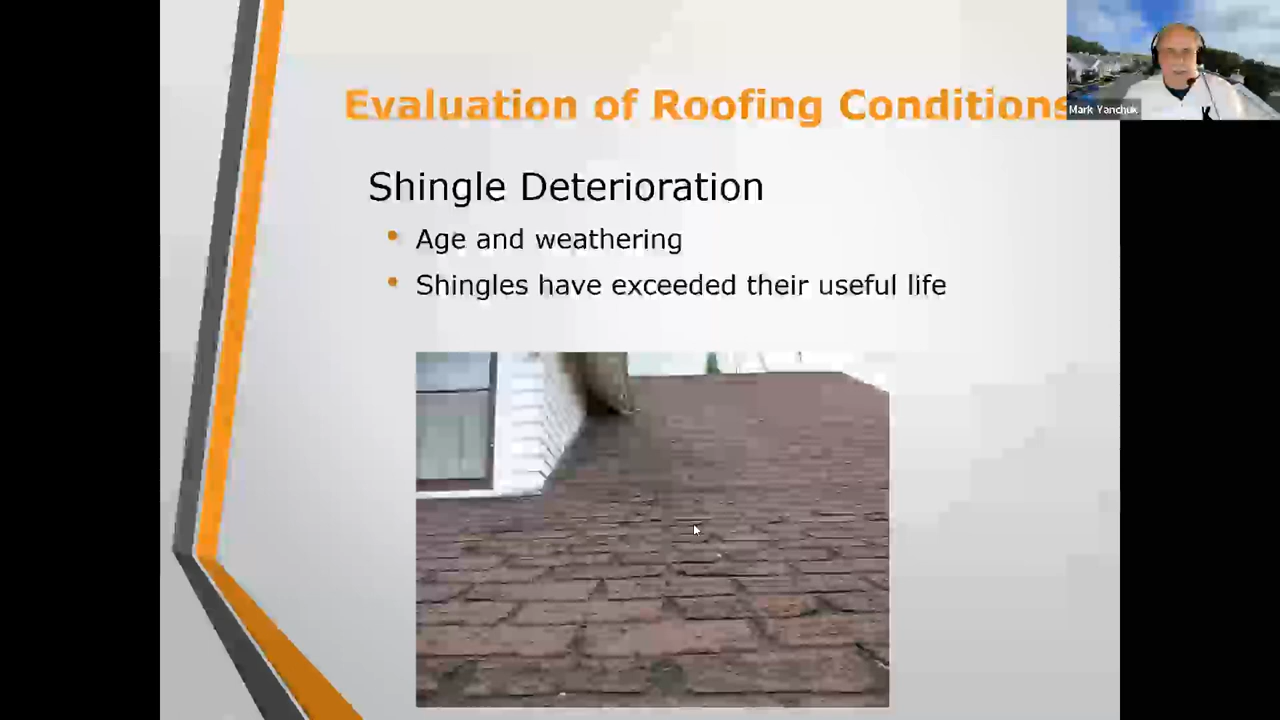 Evaluation of Roofing Conditions
Mark Yanchuk
Shingle Deterioration
• Age and weathering
• Shingles have exceeded their useful life